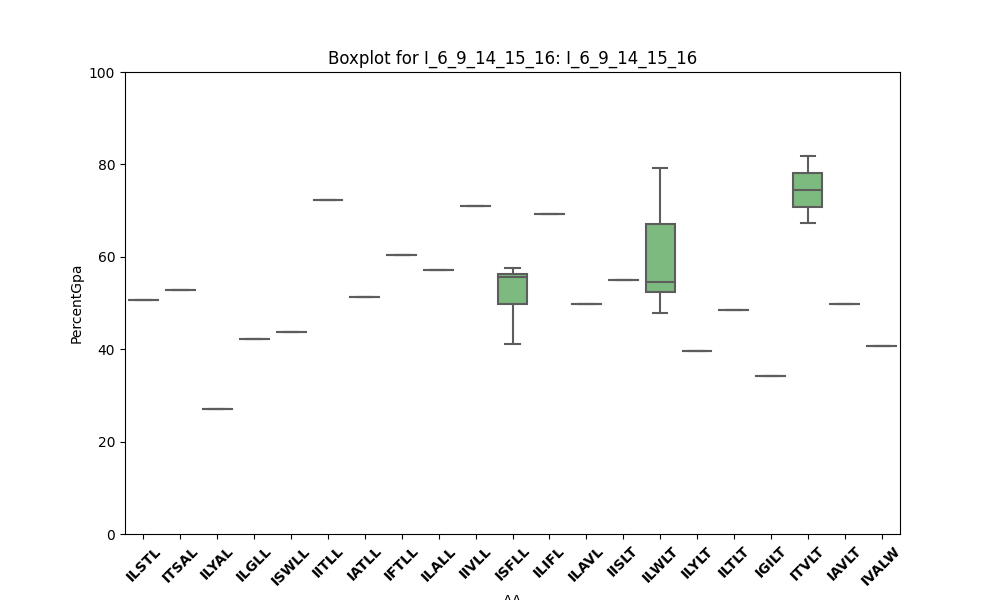 Boxplot for I_6_9_14_15_16: I_6_9_14_15_16
100
80
60
40
20
0
PercentGpa
ILSTL
ITSAL
ILYAL
ILGLL
ISWLL
IITLL
IATLL
IFTLL
ILALL
IIVLL
ISFLL
ILIFL
ILAVL
IISLT
ILWLT
ILYLT
ILTLT
IGILT
ITVLT
IAVLT
IVALW
AA